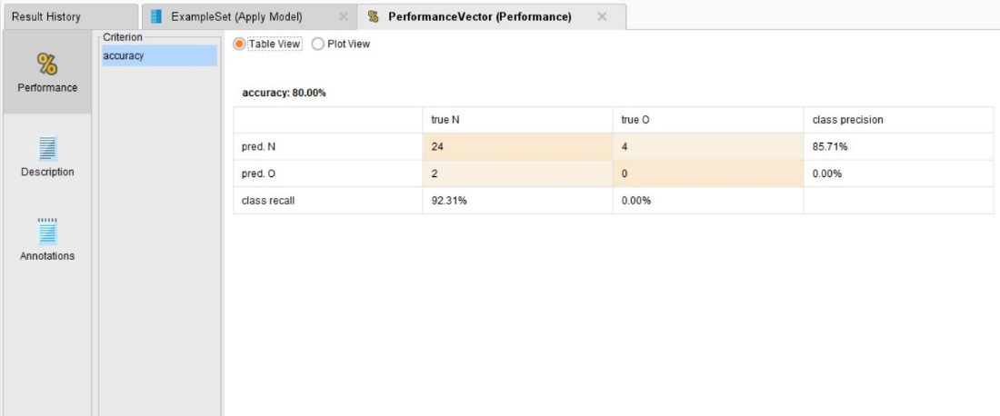 Result History
ExampleSet (Apply Model)
% PerformanceVector (Performance)
%
Performance
Description
Annotations
Criterion
accuracy
Table View Plot View
accuracy: 80.00%
true N true O class precision
pred. N 24 4 85.71%
pred. O 2 0 0.00%
class recall 92.31% 0.00%